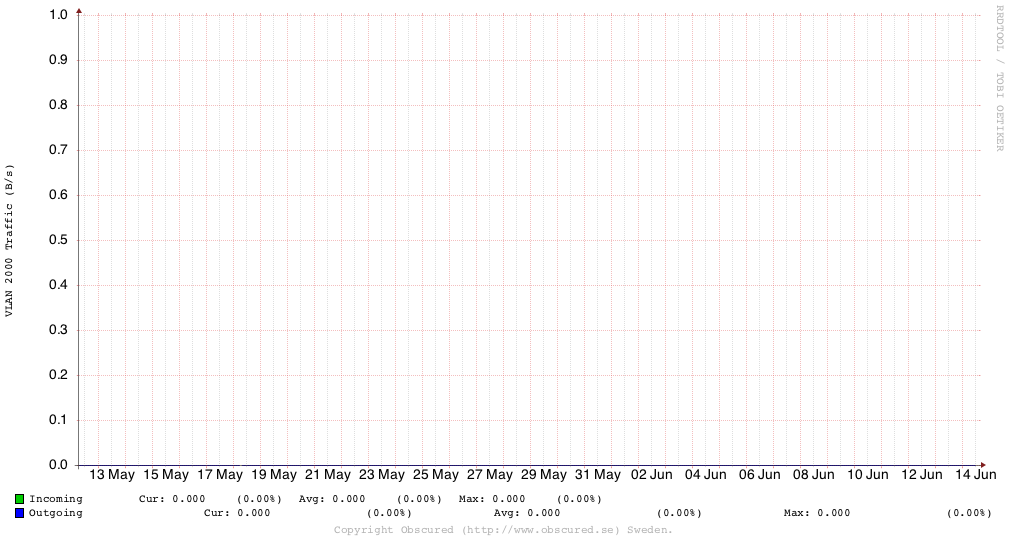 1.0
0.9
0.8
0.7
0.6
0.5
0.4
0.3
0.2
0.1
0.0
VLAN 2000 Traffic (B/s)
RRDTOOL / TOBI OETIKER
13 May 15 May 17 May 19 May 21 May 23 May 25 May 27 May 29 May 31 May 02 Jun 04 Jun 06 Jun 08 Jun 10 Jun 12 Jun 14 Jun
Incoming Cur: 0.000 (0.00%) Avg: 0.000 (0.00%) Max: 0.000 (0.00%)
Outgoing Cur: 0.000 (0.00%) Avg: 0.000 (0.00%) Max: 0.000 (0.00%)
Copyright Obscured (http://www.obscured.se) Sweden.